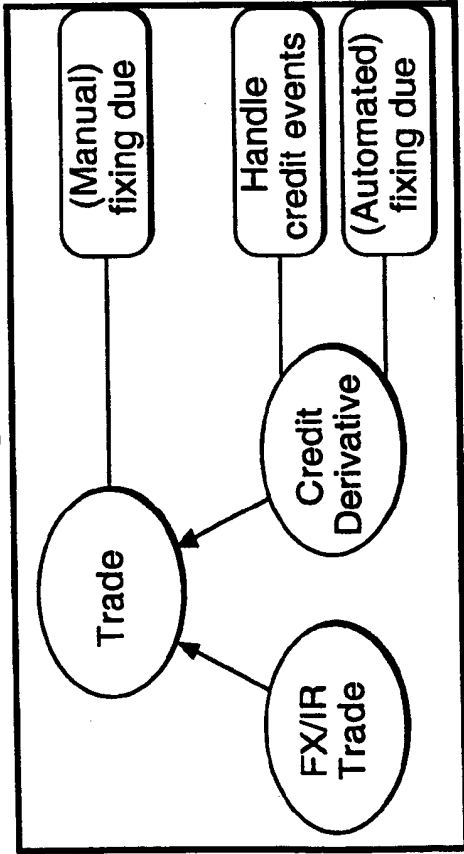 Trade
(Manual)
fixing due
FX/IR
Trade
Credit
Derivative
Handle
credit events
(Automated)
fixing due